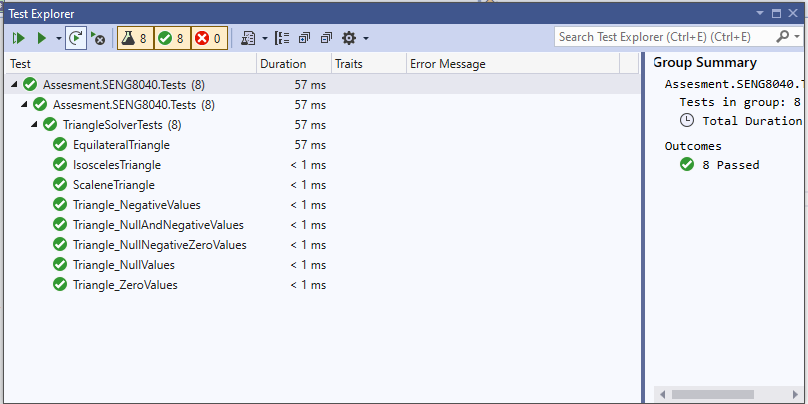 Test Explorer
8 8 0
Search Test Explorer (Ctrl+E) (Ctrl+E)
Test Duration Traits Error Message
Assesment.SENG8040.Tests (8) 57 ms
Assesment.SENG8040.Tests (8) 57 ms
TriangleSolverTests (8) 57 ms
EquilateralTriangle 57 ms
IsoscelesTriangle < 1 ms
ScaleneTriangle < 1 ms
Triangle_NegativeValues < 1 ms
Triangle_NullAndNegativeValues < 1 ms
Triangle_NullNegativeZeroValues < 1 ms
Triangle_NullValues < 1 ms
Triangle_ZeroValues < 1 ms
Group Summary
Assesment.SENG8040.T
Tests in group: 8
Total Duration
Outcomes
8 Passed